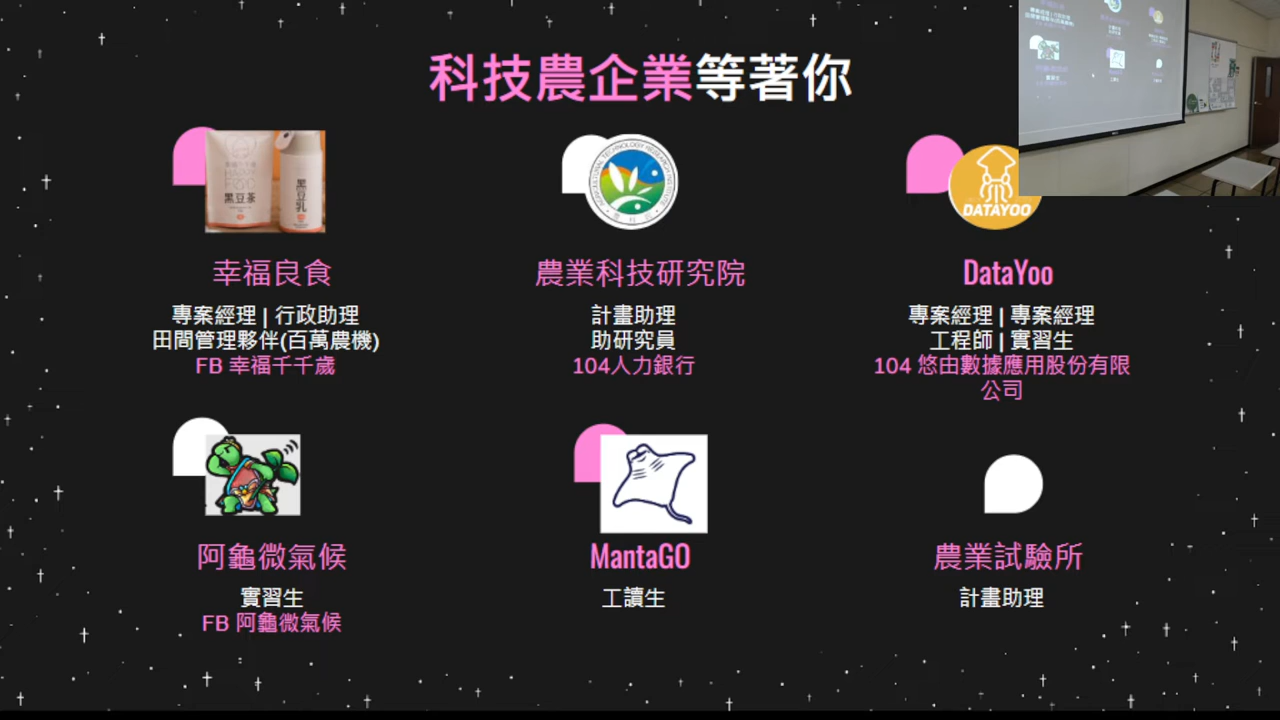 科技農企業等著你
黑豆茶
黑豆乳
AGRICULTURAL TECHNOLOGY RESEARCH INSTITUTE
DATAYOO
幸福良食
專案經理 | 行政助理
田間管理夥伴(百萬農機)
FB 幸福千千歲
農業科技研究院
計畫助理
助研究員
104人力銀行
DataYoo
專案經理 | 專案經理
工程師 | 實習生
104 悠由數據應用股份有限
公司
阿龜微氣候
實習生
FB 阿龜微氣候
MantaGO
工讀生
農業試驗所
計畫助理